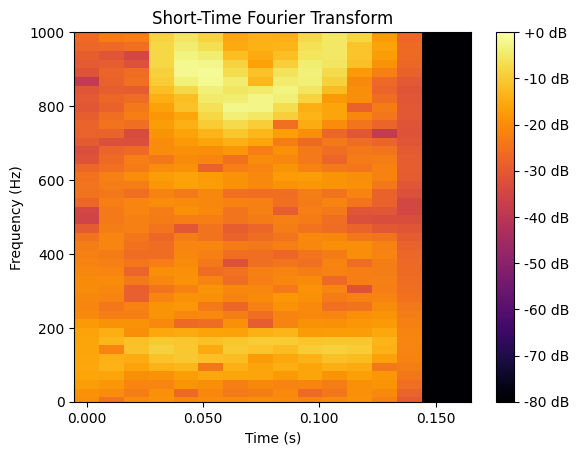 Short-Time Fourier Transform
1000
800
600
400
200
0
Frequency (Hz)
0.000
0.050
0.100
0.150
Time (s)
+0 dB
-10 dB
-20 dB
-30 dB
-40 dB
-50 dB
-60 dB
-70 dB
-80 dB